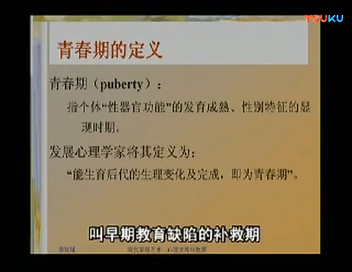 YOUKU
青春期的定义
青春期（puberty）：
指个体“性器官功能”的发育成熟、性别特征的显
现时期。
发展心理学家将其定义为：
“能生育后代的生理变化及完成，即为青春期”。
叫早期教育缺陷的补救期